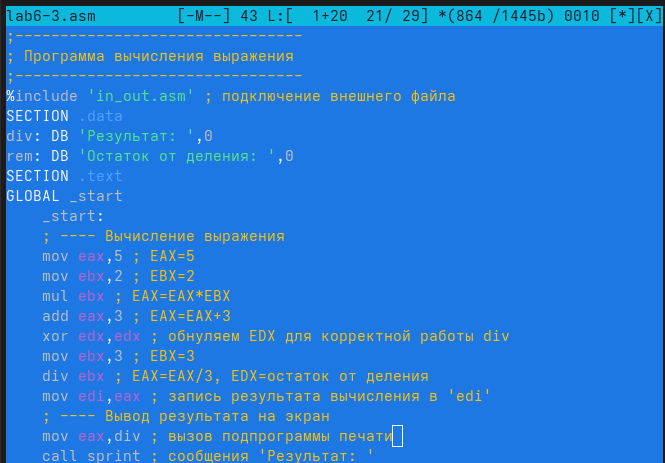 lab6-3.asm [-M--] 43 L:[ 1+20 21/ 29] *(864 /1445b) 0010 [*][X]
;--------------------------------
; Программа вычисления выражения
;--------------------------------
%include 'in_out.asm' ; подключение внешнего файла
SECTION .data
div: DB 'Результат: ',0
rem: DB 'Остаток от деления: ',0
SECTION .text
GLOBAL _start
_start:
; ---- Вычисление выражения
mov eax,5 ; EAX=5
mov ebx,2 ; EBX=2
mul ebx ; EAX=EAX*EBX
add eax,3 ; EAX=EAX+3
xor edx,edx ; обнуляем EDX для корректной работы div
mov ebx,3 ; EBX=3
div ebx ; EAX=EAX/3, EDX=остаток от деления
mov edi,eax ; запись результата вычисления в 'edi'
; ---- Вывод результата на экран
mov eax,div ; вызов подпрограммы печати
call sprint ; сообщения 'Результат: '